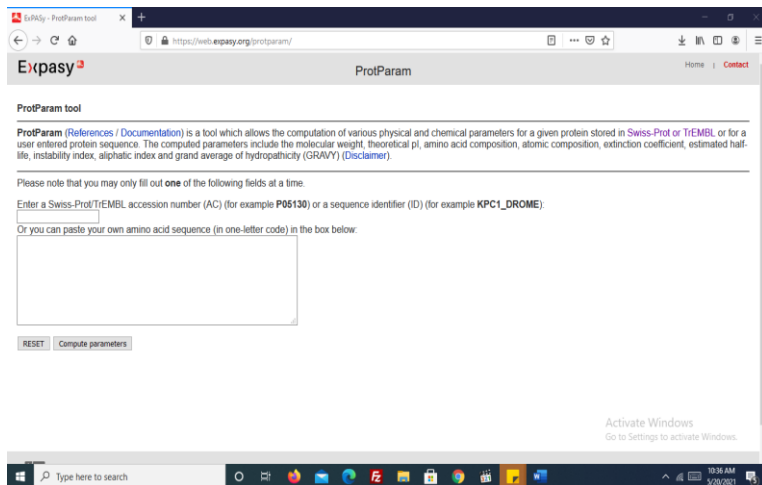 ExPASy - ProtParam tool
https://web.expasy.org/protparam/
Expasy
ProtParam
Home | Contact
ProtParam tool
ProtParam (References / Documentation) is a tool which allows the computation of various physical and chemical parameters for a given protein stored in Swiss-Prot or TrEMBL or for a
user entered protein sequence. The computed parameters include the molecular weight, theoretical pI, amino acid composition, atomic composition, extinction coefficient, estimated half-
life, instability index, aliphatic index and grand average of hydropathicity (GRAVY) (Disclaimer).
Please note that you may only fill out one of the following fields at a time.
Enter a Swiss-Prot/TrEMBL accession number (AC) (for example P05130) or a sequence identifier (ID) (for example KPC1_DROME):
Or you can paste your own amino acid sequence (in one-letter code) in the box below:
RESET Compute parameters
Activate Windows
Go to Settings to activate Windows.
Type here to search
10:36 AM
5/20/2021